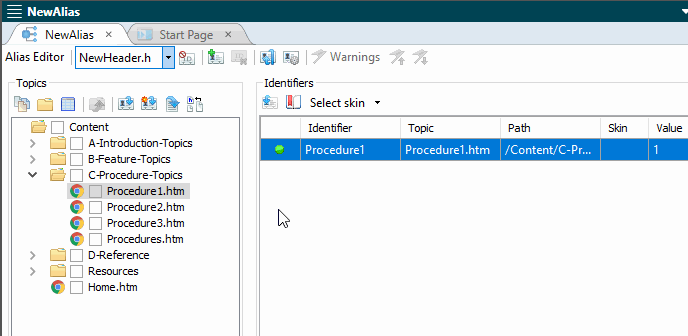 NewAlias
NewAlias Start Page
Alias Editor NewHeader.h Warnings
Topics
Content
A-Introduction-Topics
B-Feature-Topics
C-Procedure-Topics
Procedure1.htm
Procedure2.htm
Procedure3.htm
Procedures.htm
D-Reference
Resources
Home.htm
Identifiers
Select skin
Identifier Topic Path Skin Value
Procedure1 Procedure1.htm /Content/C-Pr... 1